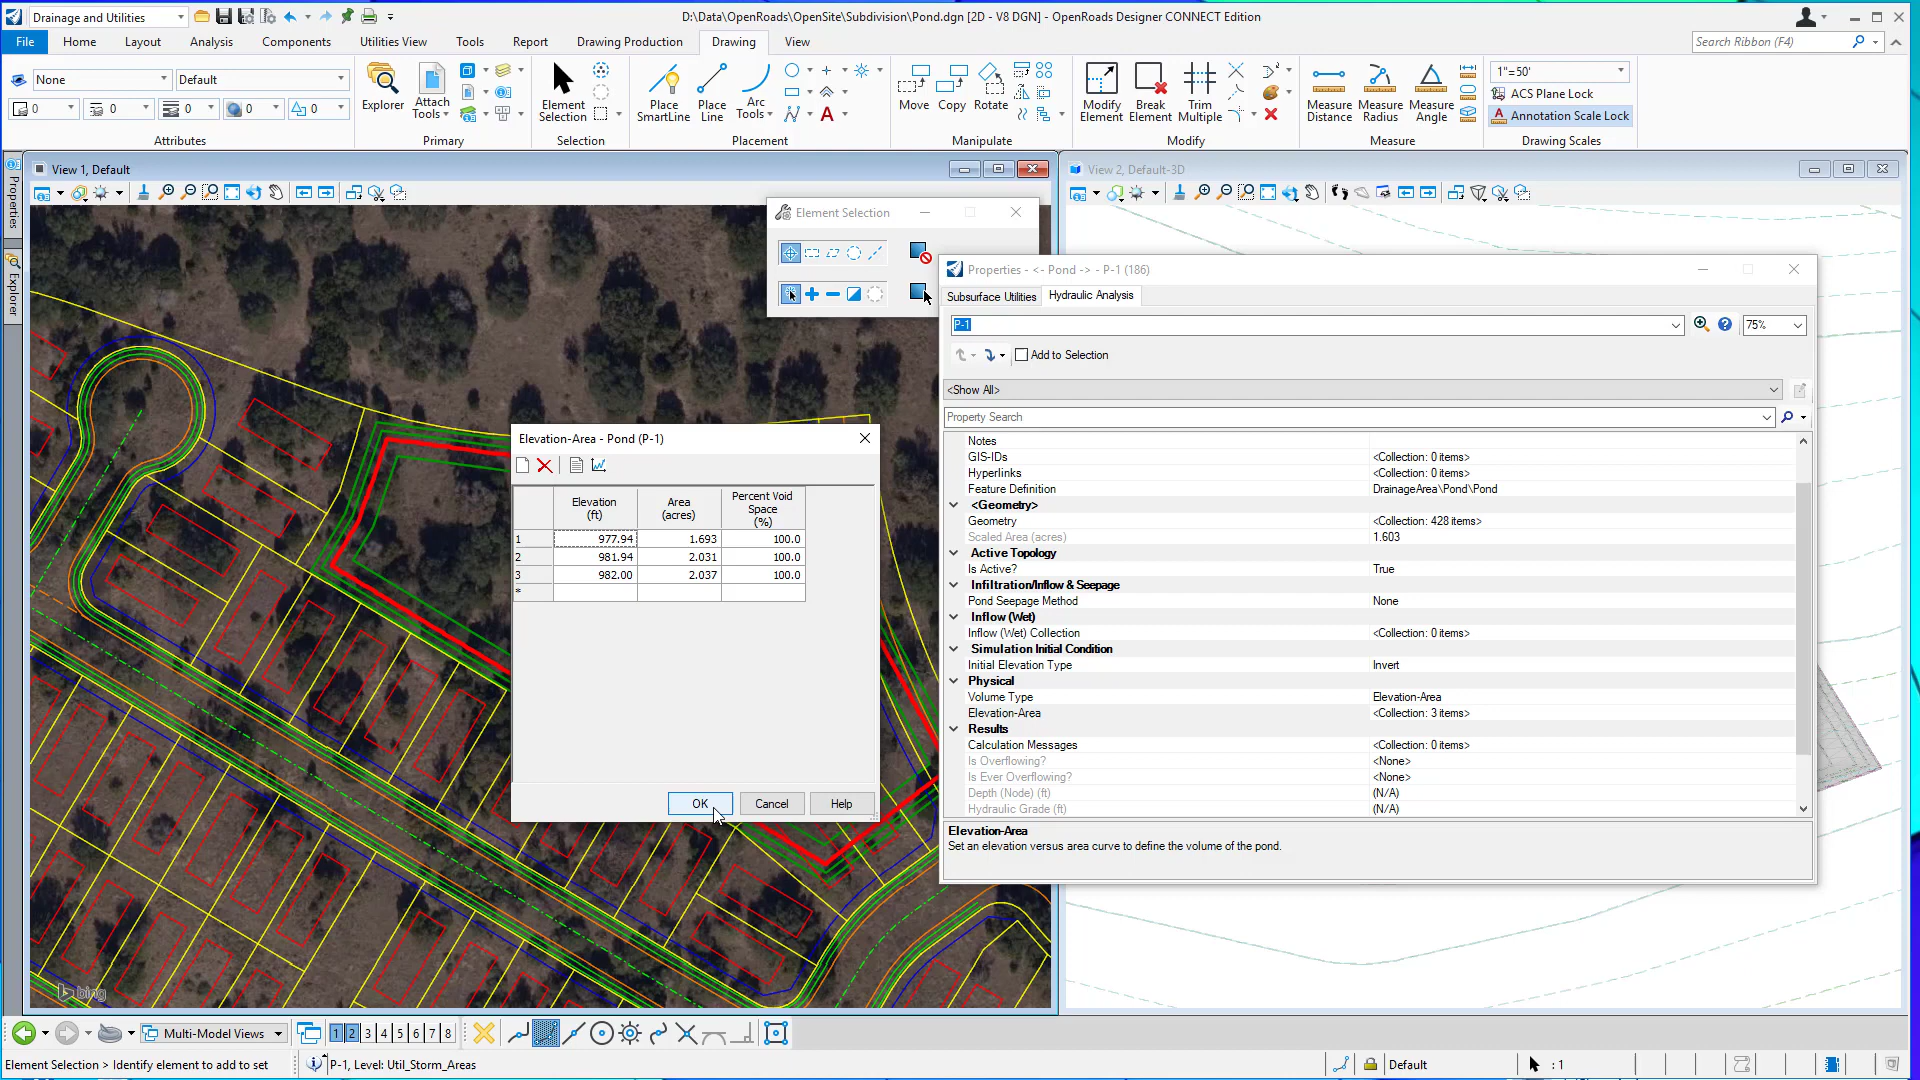 Drainage and Utilities
D:\Data\OpenRoads\OpenSite\Subdivision\Pond.dgn [2D - V8 DGN] - OpenRoads Designer CONNECT Edition
File Home Layout Analysis Components Utilities View Tools Report Drawing Production Drawing View
Search Ribbon (F4)
None Default
0 0 0 0 0
Explorer
Attach Tools
Element Selection
Place SmartLine
Place Line
Arc Tools
Move
Copy
Rotate
Modify Element
Break Element
Trim Multiple
Measure Distance
Measure Radius
Measure Angle
1"=50'
ACS Plane Lock
Annotation Scale Lock
Attributes Primary Selection Placement Manipulate Modify Measure Drawing Scales
Properties
Explorer
View 1, Default
View 2, Default-3D
Element Selection
Properties - <- Pond -> - P-1 (186)
Subsurface Utilities Hydraulic Analysis
P-1
75%
Add to Selection
<Show All>
Property Search
Notes
GIS-IDs <Collection: 0 items>
Hyperlinks <Collection: 0 items>
Feature Definition DrainageArea\Pond\Pond
<Geometry>
Geometry <Collection: 428 items>
Scaled Area (acres) 1.603
Active Topology
Is Active? True
Infiltration/Inflow & Seepage
Pond Seepage Method None
Inflow (Wet)
Inflow (Wet) Collection <Collection: 0 items>
Simulation Initial Condition
Initial Elevation Type Invert
Physical
Volume Type Elevation-Area
Elevation-Area <Collection: 3 items>
Results
Calculation Messages <Collection: 0 items>
Is Overflowing? <None>
Is Ever Overflowing? <None>
Depth (Node) (ft) (N/A)
Hydraulic Grade (ft) (N/A)
Elevation-Area
Set an elevation versus area curve to define the volume of the pond.
Elevation-Area - Pond (P-1)
Elevation (ft) Area (acres) Percent Void Space (%)
1 977.94 1.693 100.0
2 981.94 2.031 100.0
3 982.00 2.037 100.0
*
OK Cancel Help
bing
Multi-Model Views
1 2 3 4 5 6 7 8
Element Selection > Identify element to add to set
P-1, Level: Util_Storm_Areas
Default
: 1